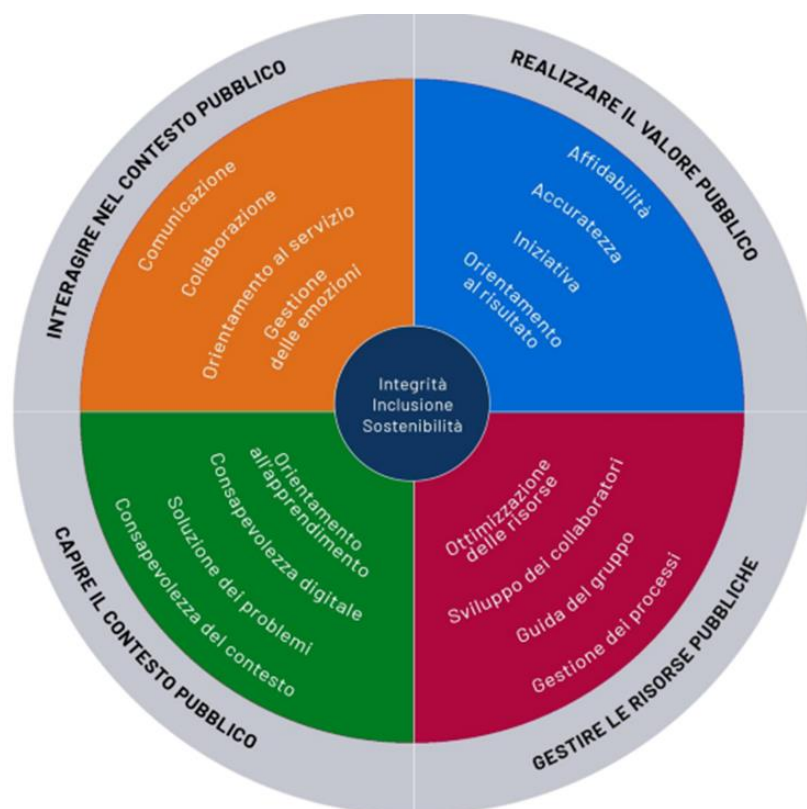 INTERAGIRE NEL CONTESTO PUBBLICO
Comunicazione
Collaborazione
Orientamento al servizio
Gestione
delle emozioni
REALIZZARE IL VALORE PUBBLICO
Affidabilità
Accuratezza
Iniziativa
Orientamento
al risultato
Integrità
Inclusione
Sostenibilità
CAPIRE IL CONTESTO PUBBLICO
Orientamento
all'apprendimento
Consapevolezza digitale
Soluzione dei problemi
Consapevolezza del contesto
GESTIRE LE RISORSE PUBBLICHE
Ottimizzazione
delle risorse
Sviluppo dei collaboratori
Guida del gruppo
Gestione dei processi